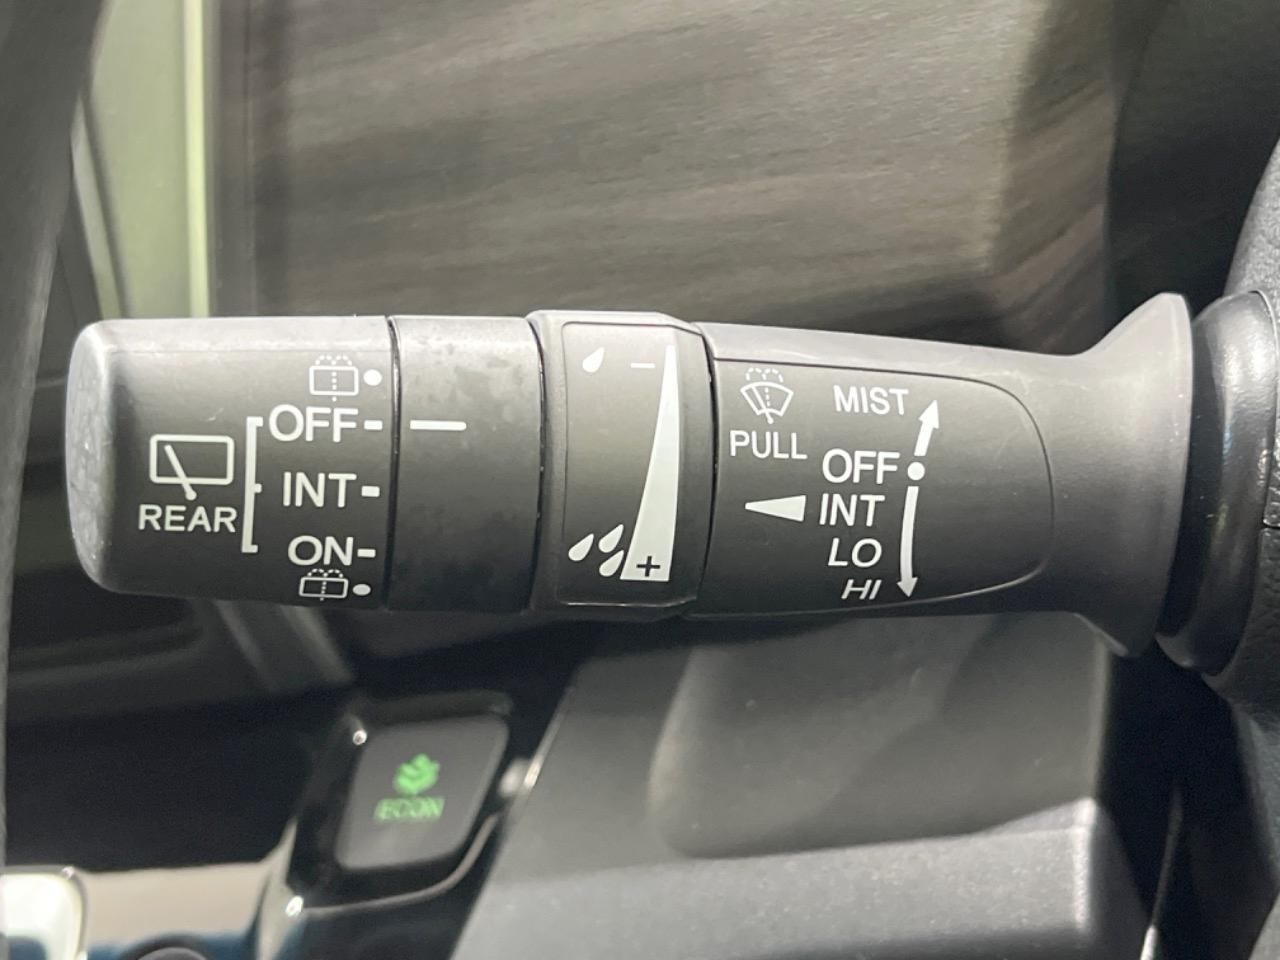 OFF
INT
ON
REAR
−
+
PULL
MIST
OFF
INT
LO
HI
ECON